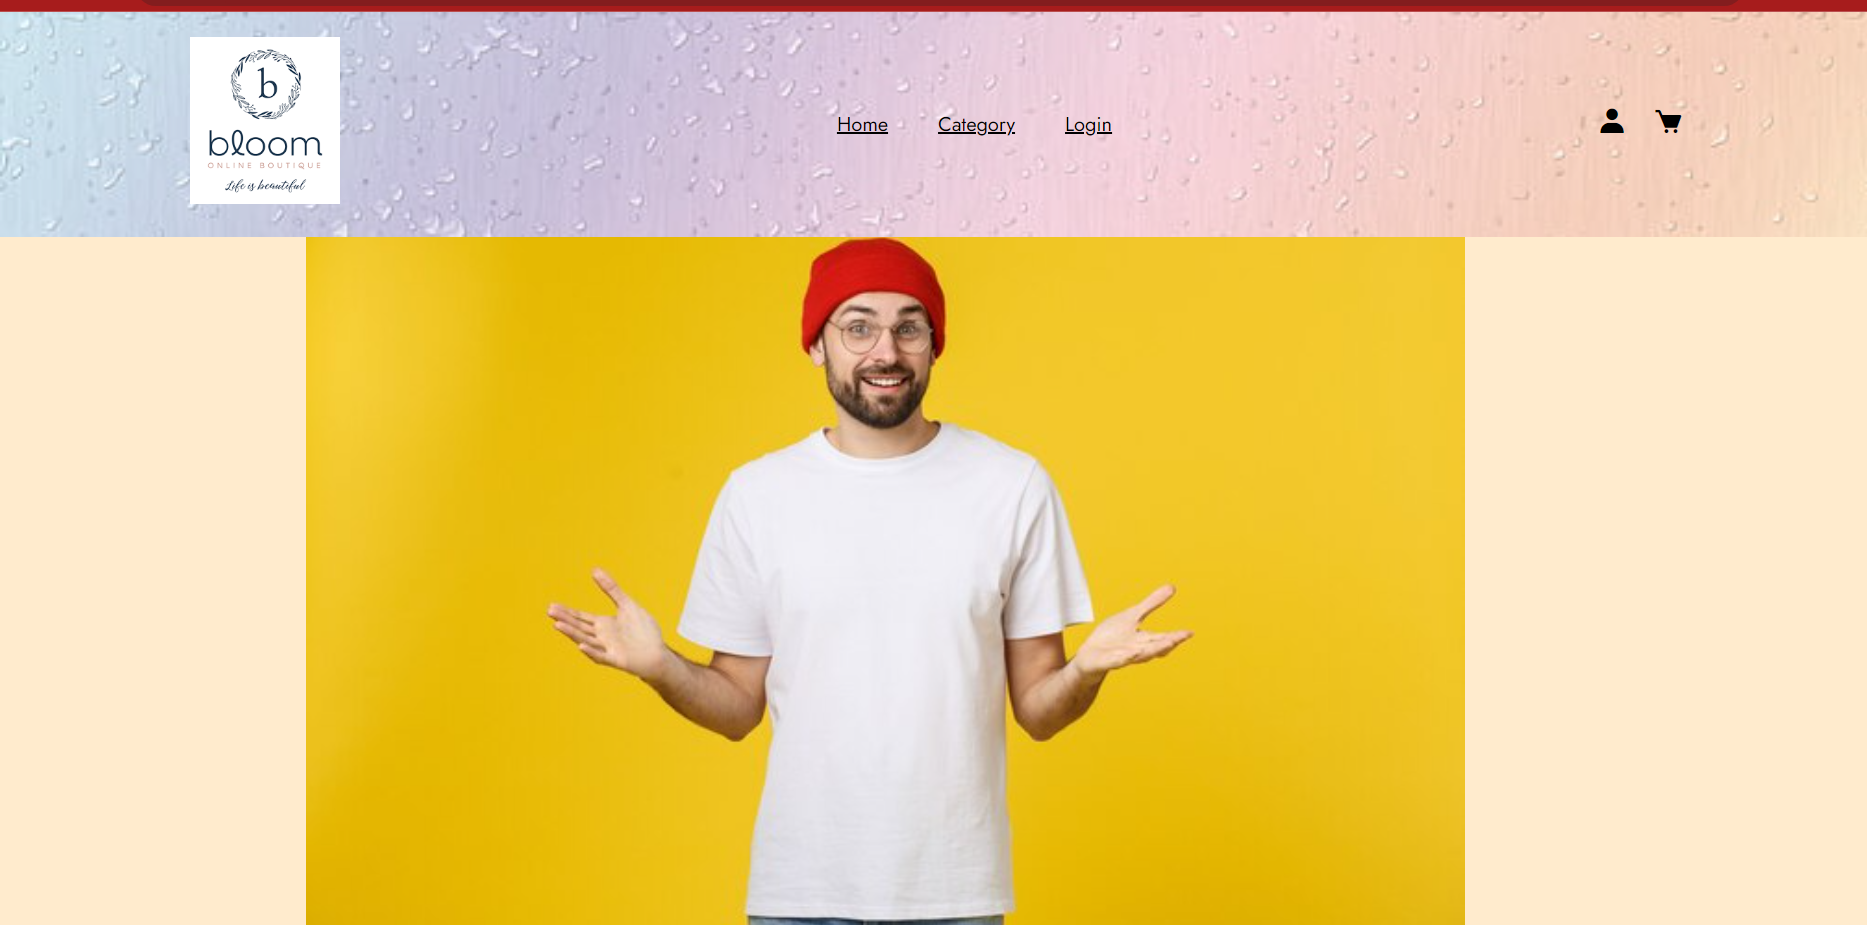 b
bloom
ONLINE BOUTIQUE
Life is beautiful
Home Category Login